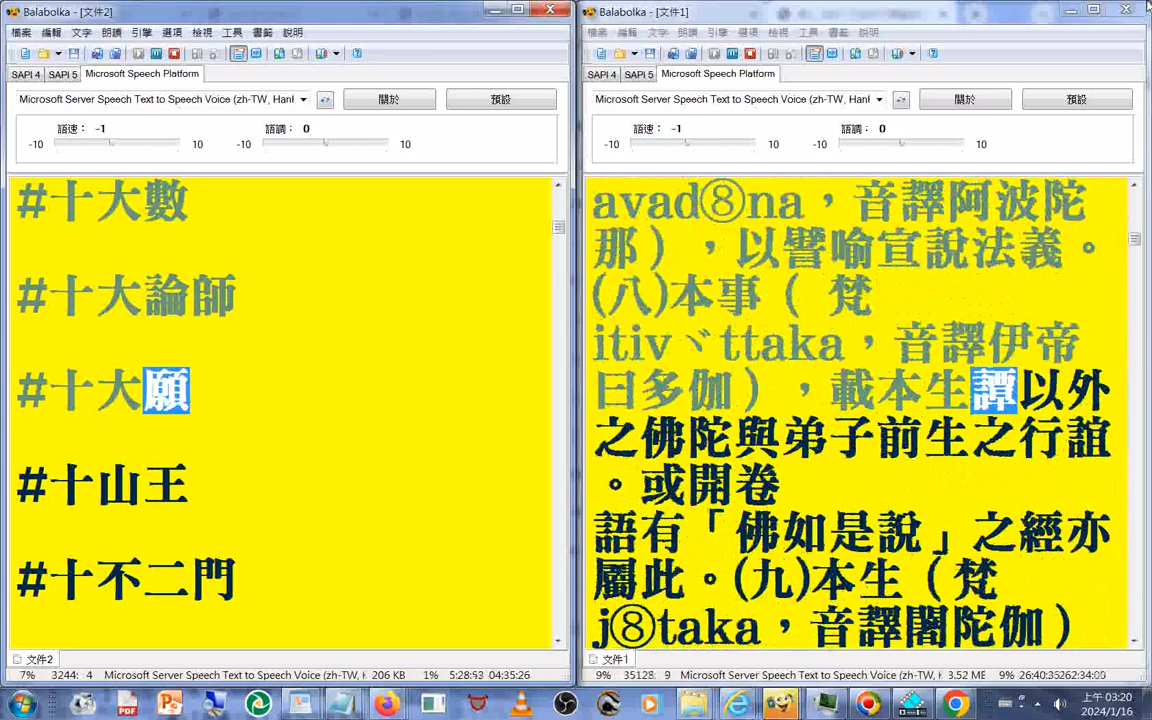 Balabolka - [文件2]
檔案 編輯 文字 朗讀 引擎 選項 檢視 工具 書籤 說明
SAPI 4 SAPI 5 Microsoft Speech Platform
Microsoft Server Speech Text to Speech Voice (zh-TW, Hanl
關於
預設
語速： -1
語調： 0
-10 10 -10 10
#十大數
#十大論師
#十大願
#十山王
#十不二門
文件2
7% 3244: 4 Microsoft Server Speech Text to Speech Voice (zh-TW, H 206 KB 1% 5:28:53 04:35:26
Balabolka - [文件1]
檔案 編輯 文字 朗讀 引擎 選項 檢視 工具 書籤 說明
SAPI 4 SAPI 5 Microsoft Speech Platform
Microsoft Server Speech Text to Speech Voice (zh-TW, Hanl
關於
預設
語速： -1
語調： 0
-10 10 -10 10
avad⑧na，音譯阿波陀
那），以譬喻宣說法義。
(八)本事（ 梵
itivヾttaka，音譯伊帝
曰多伽），載本生譚以外
之佛陀與弟子前生之行誼
。或開卷
語有「佛如是說」之經亦
屬此。(九)本生（梵
j⑧taka，音譯闍陀伽）
文件1
9% 35128: 9 Microsoft Server Speech Text to Speech Voice (zh-TW, 3.52 MB 9% 26:40:35262:34:00
上午 03:20
2024/1/16